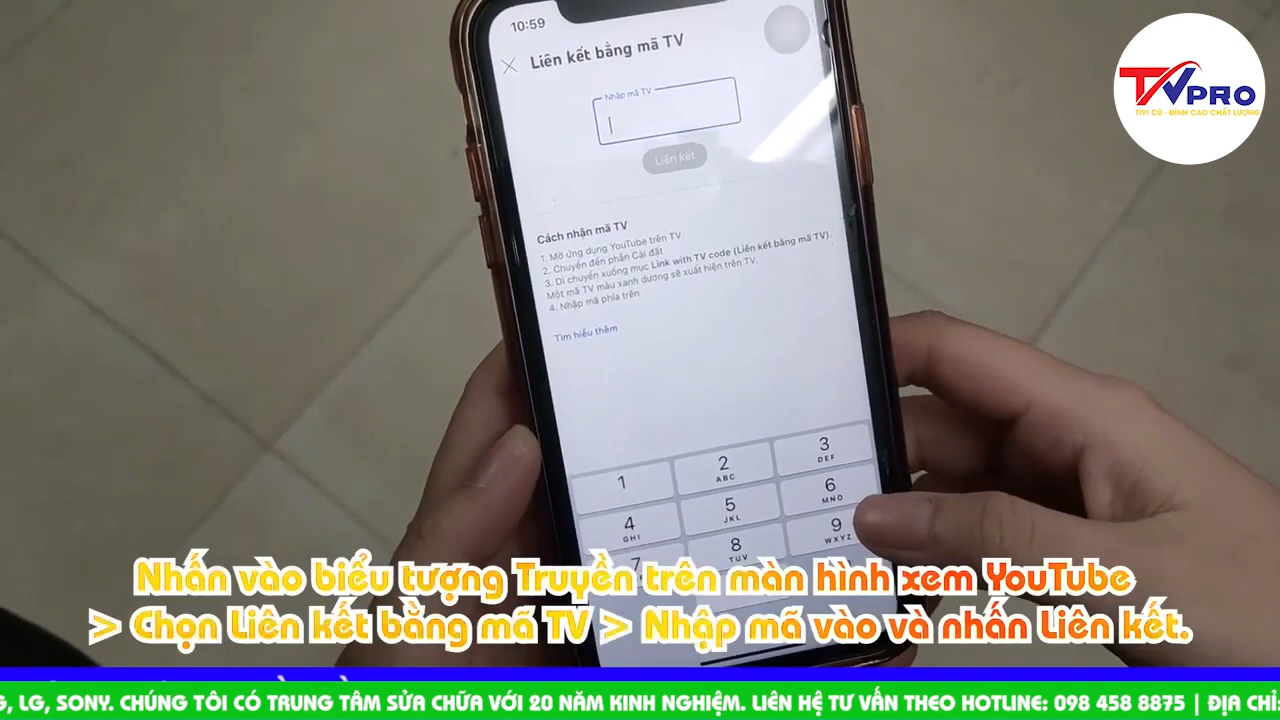 10:59
Liên kết bằng mã TV
Nhập mã TV
Liên kết
Cách nhận mã TV
1. Mở ứng dụng YouTube trên TV
2. Chuyển đến phần Cài đặt
3. Di chuyển xuống mục Link with TV code (Liên kết bằng mã TV).
Một mã TV màu xanh dương sẽ xuất hiện trên TV.
4. Nhập mã phía trên
Tìm hiểu thêm
1
2
ABC
3
DEF
4
GHI
5
JKL
6
MNO
7
8
TUV
9
WXYZ
TVPRO
TIVI CŨ - ĐỈNH CAO CHẤT LƯỢNG
Nhấn vào biểu tượng Truyền trên màn hình xem YouTube
> Chọn Liên kết bằng mã TV > Nhập mã vào và nhấn Liên kết.
G, LG, SONY. CHÚNG TÔI CÓ TRUNG TÂM SỬA CHỮA VỚI 20 NĂM KINH NGHIỆM. LIÊN HỆ TƯ VẤN THEO HOTLINE: 098 458 8875 | ĐỊA CHỈ: